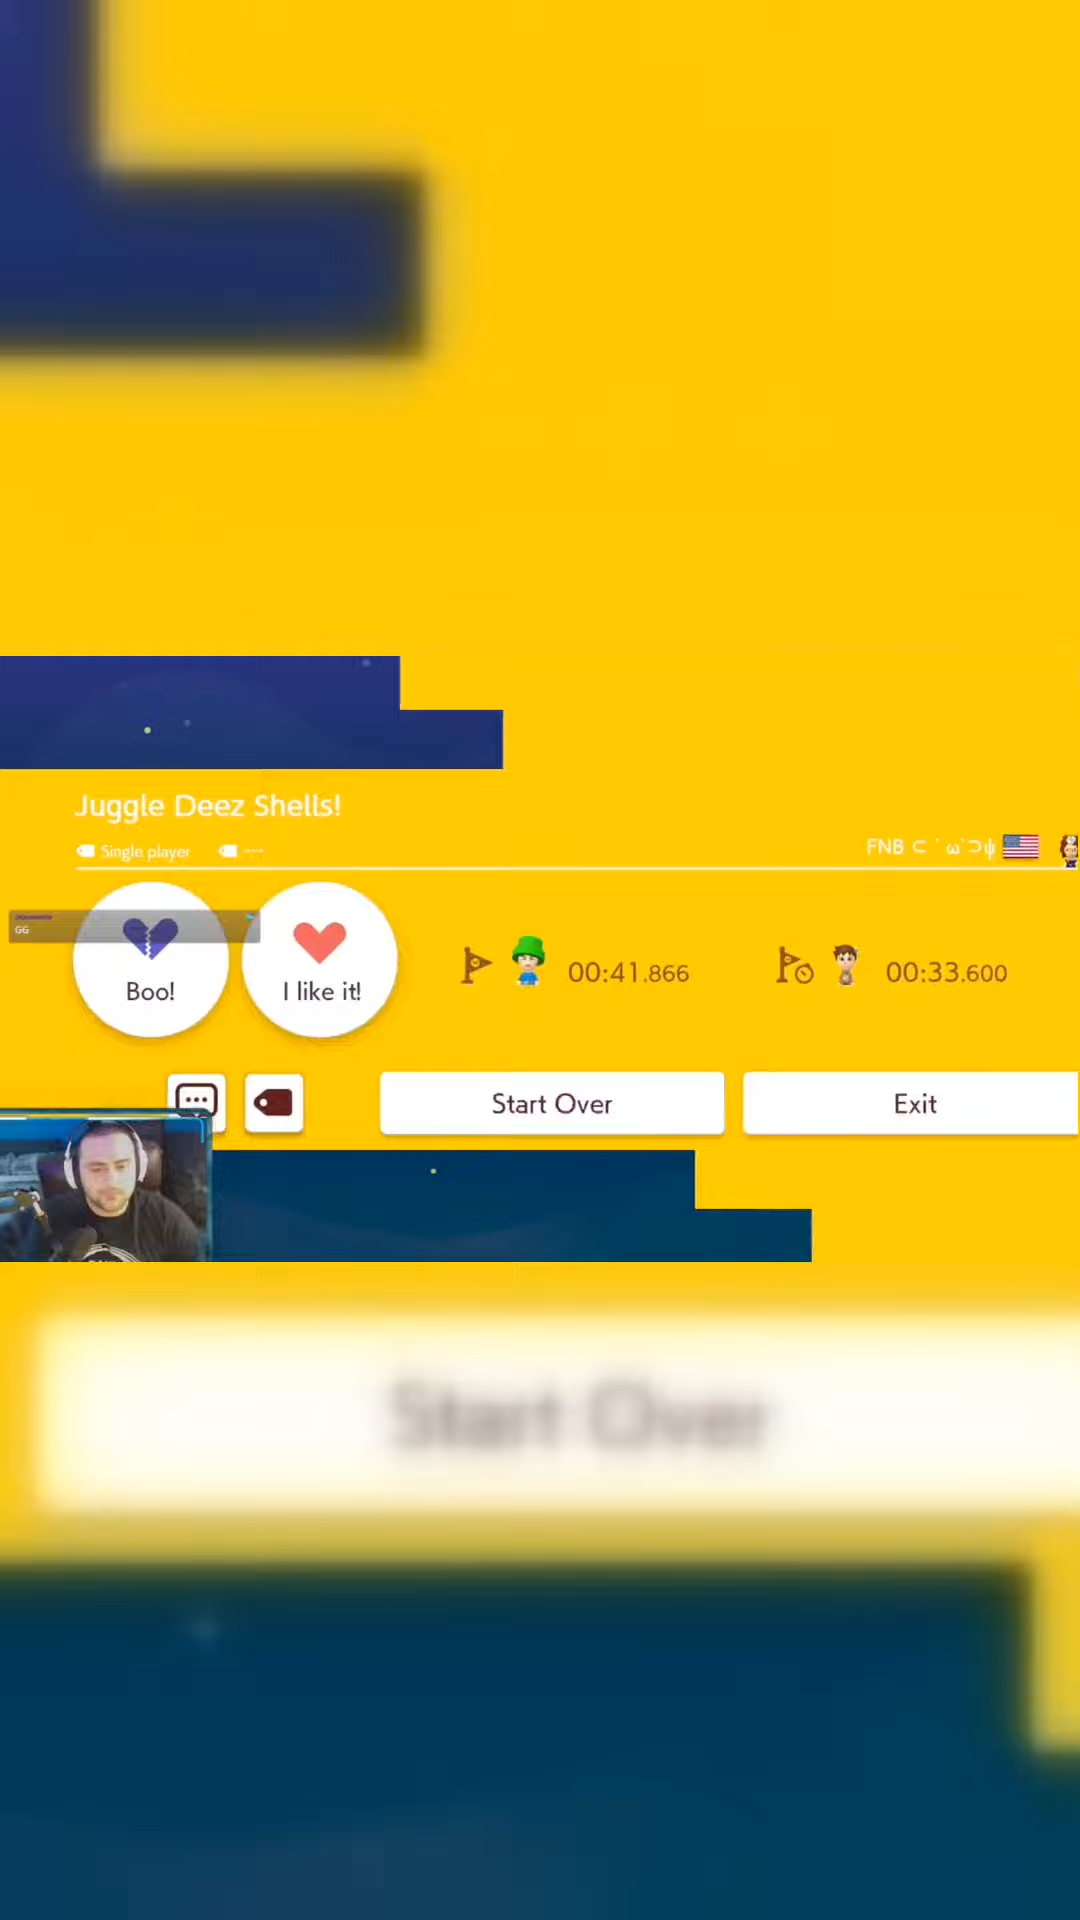 Juggle Deez Shells!
Single player
---
FNB ⊂ ´ ω`⊃ψ
GG
Boo!
I like it!
00:41.866
00:33.600
Start Over
Exit
Start Over